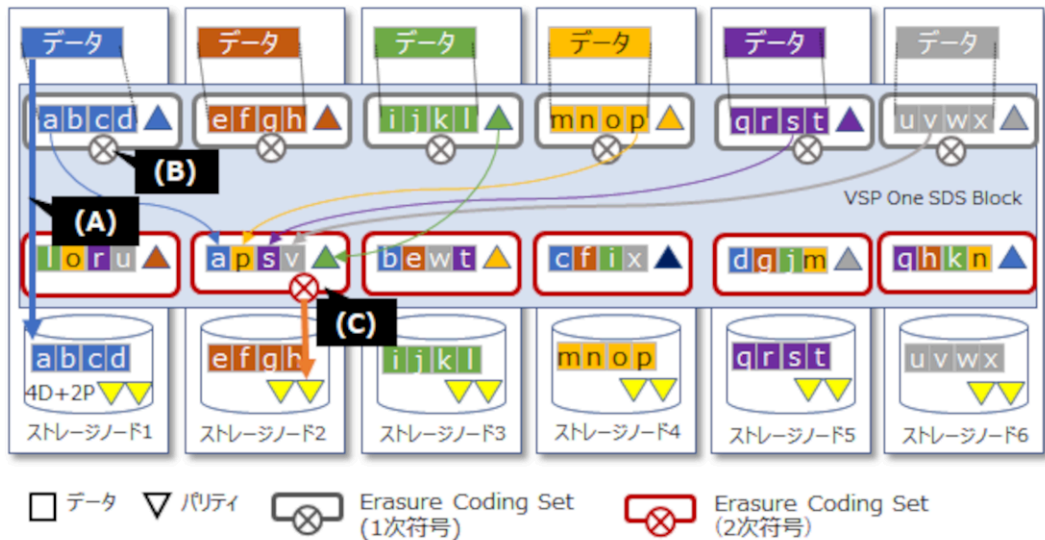 データ データ データ データ データ データ
abcd efgh ijkl mnop qrst uvwx
(B)
(A)
VSP One SDS Block
loru apsv bewt cfix dgjm qhkn
(C)
abcd efgh ijkl mnop qrst uvwx
4D+2P
ストレージノード1 ストレージノード2 ストレージノード3 ストレージノード4 ストレージノード5 ストレージノード6
データ パリティ Erasure Coding Set Erasure Coding Set
(1次符号) (2次符号)